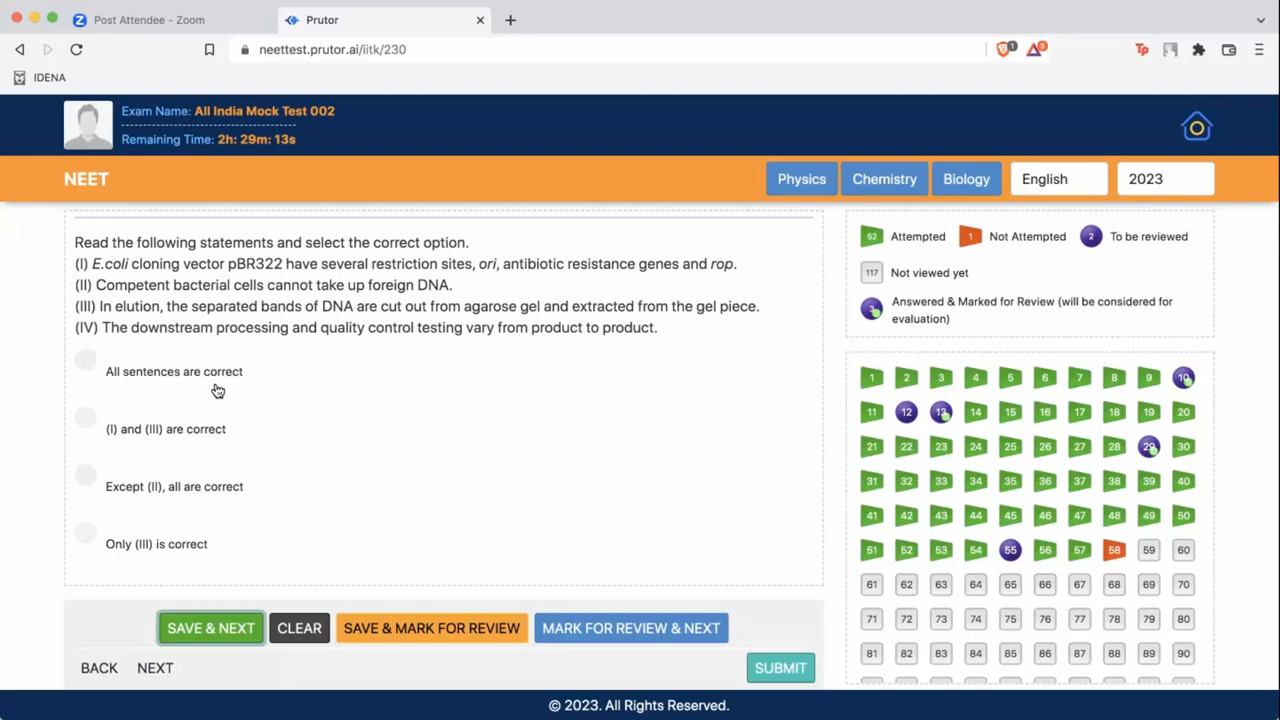 Post Attendee - Zoom
Prutor
neettest.prutor.ai/iitk/230
1
3
Tp
IDENA
Exam Name: All India Mock Test 002
Remaining Time: 2h: 29m: 13s
NEET
Physics
Chemistry
Biology
English
2023
Read the following statements and select the correct option.
(I) E.coli cloning vector pBR322 have several restriction sites, ori, antibiotic resistance genes and rop.
(II) Competent bacterial cells cannot take up foreign DNA.
(III) In elution, the separated bands of DNA are cut out from agarose gel and extracted from the gel piece.
(IV) The downstream processing and quality control testing vary from product to product.
All sentences are correct
(I) and (III) are correct
Except (II), all are correct
Only (III) is correct
SAVE & NEXT
CLEAR
SAVE & MARK FOR REVIEW
MARK FOR REVIEW & NEXT
BACK
NEXT
SUBMIT
52 Attempted
1 Not Attempted
2 To be reviewed
117 Not viewed yet
3 Answered & Marked for Review (will be considered for
evaluation)
1 2 3 4 5 6 7 8 9 10
11 12 13 14 15 16 17 18 19 20
21 22 23 24 25 26 27 28 29 30
31 32 33 34 35 36 37 38 39 40
41 42 43 44 45 46 47 48 49 50
51 52 53 54 55 56 57 58 59 60
61 62 63 64 65 66 67 68 69 70
71 72 73 74 75 76 77 78 79 80
81 82 83 84 85 86 87 88 89 90
© 2023. All Rights Reserved.